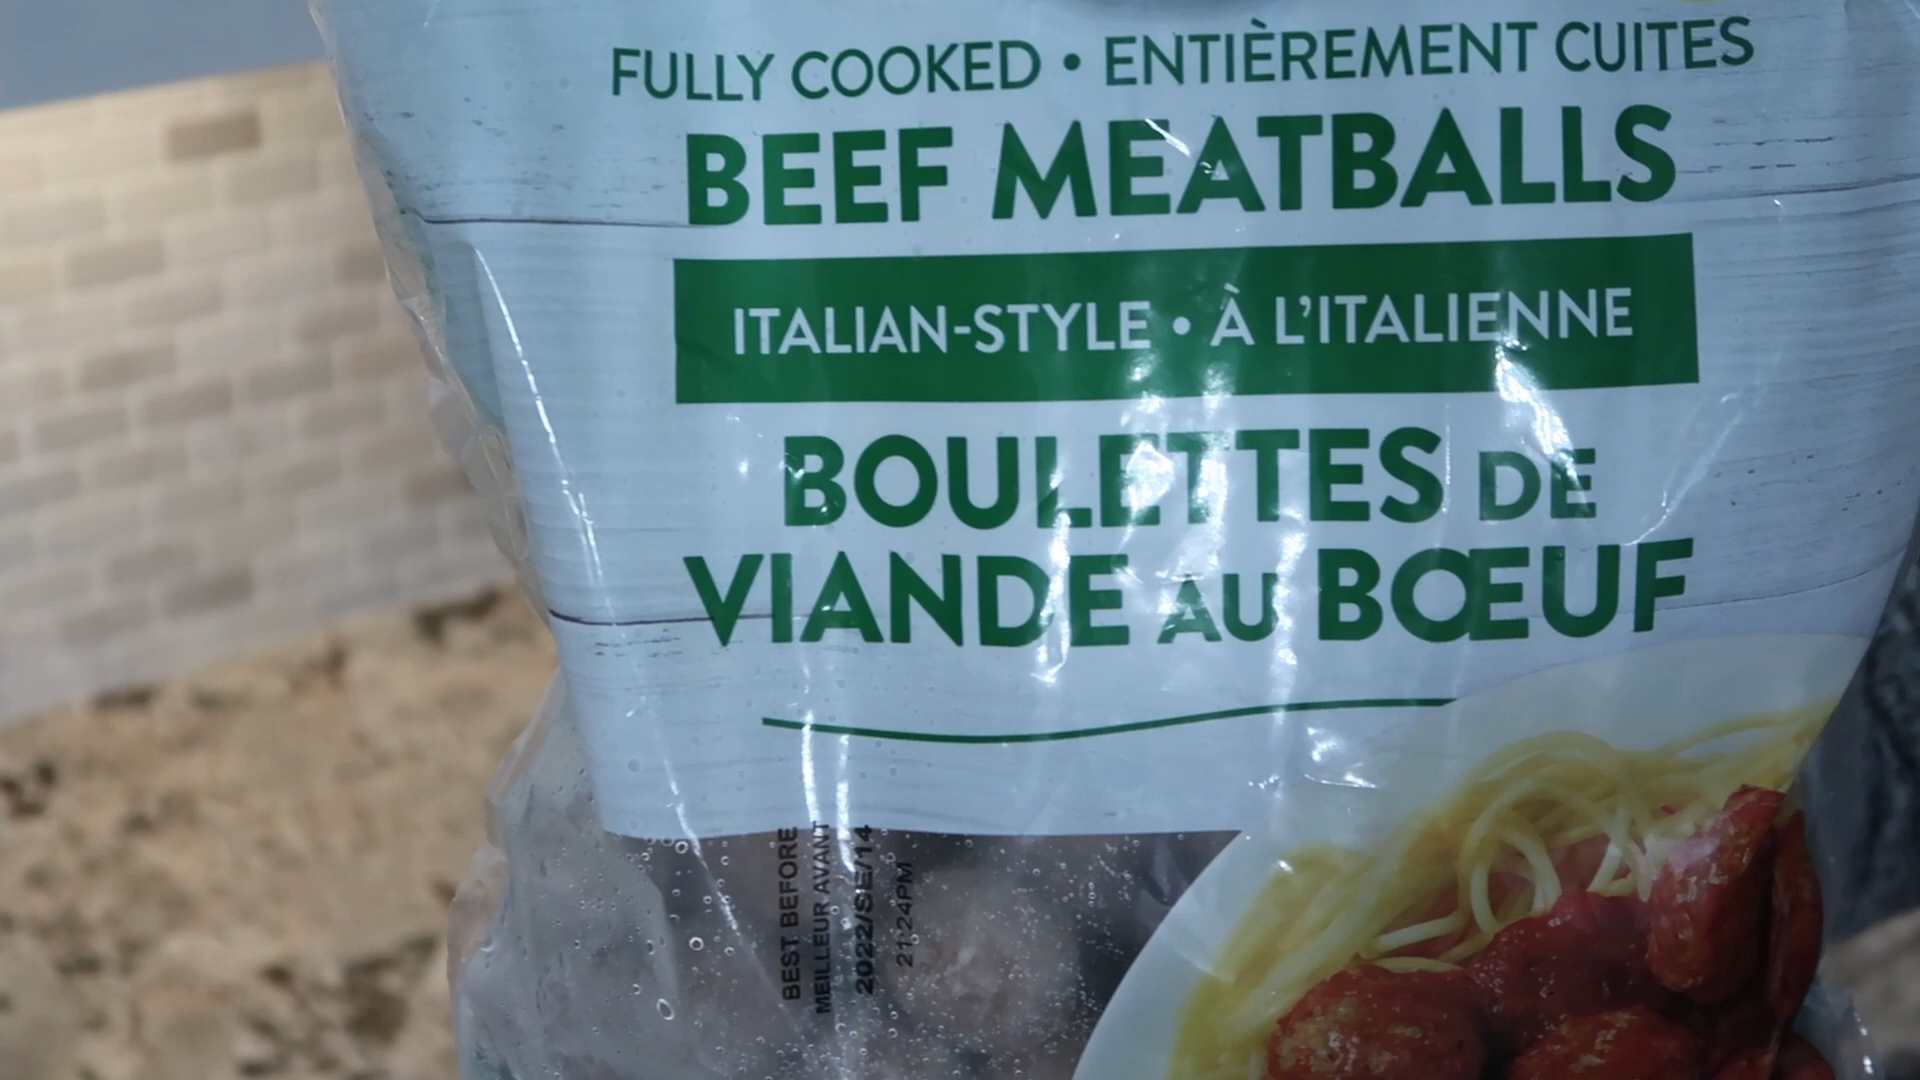 FULLY COOKED • ENTIÈREMENT CUITES
BEEF MEATBALLS
ITALIAN-STYLE • À L'ITALIENNE
BOULETTES DE
VIANDE AU BŒUF
BEST BEFORE
MEILLEUR AVANT
2022/SE/14
21:24PM